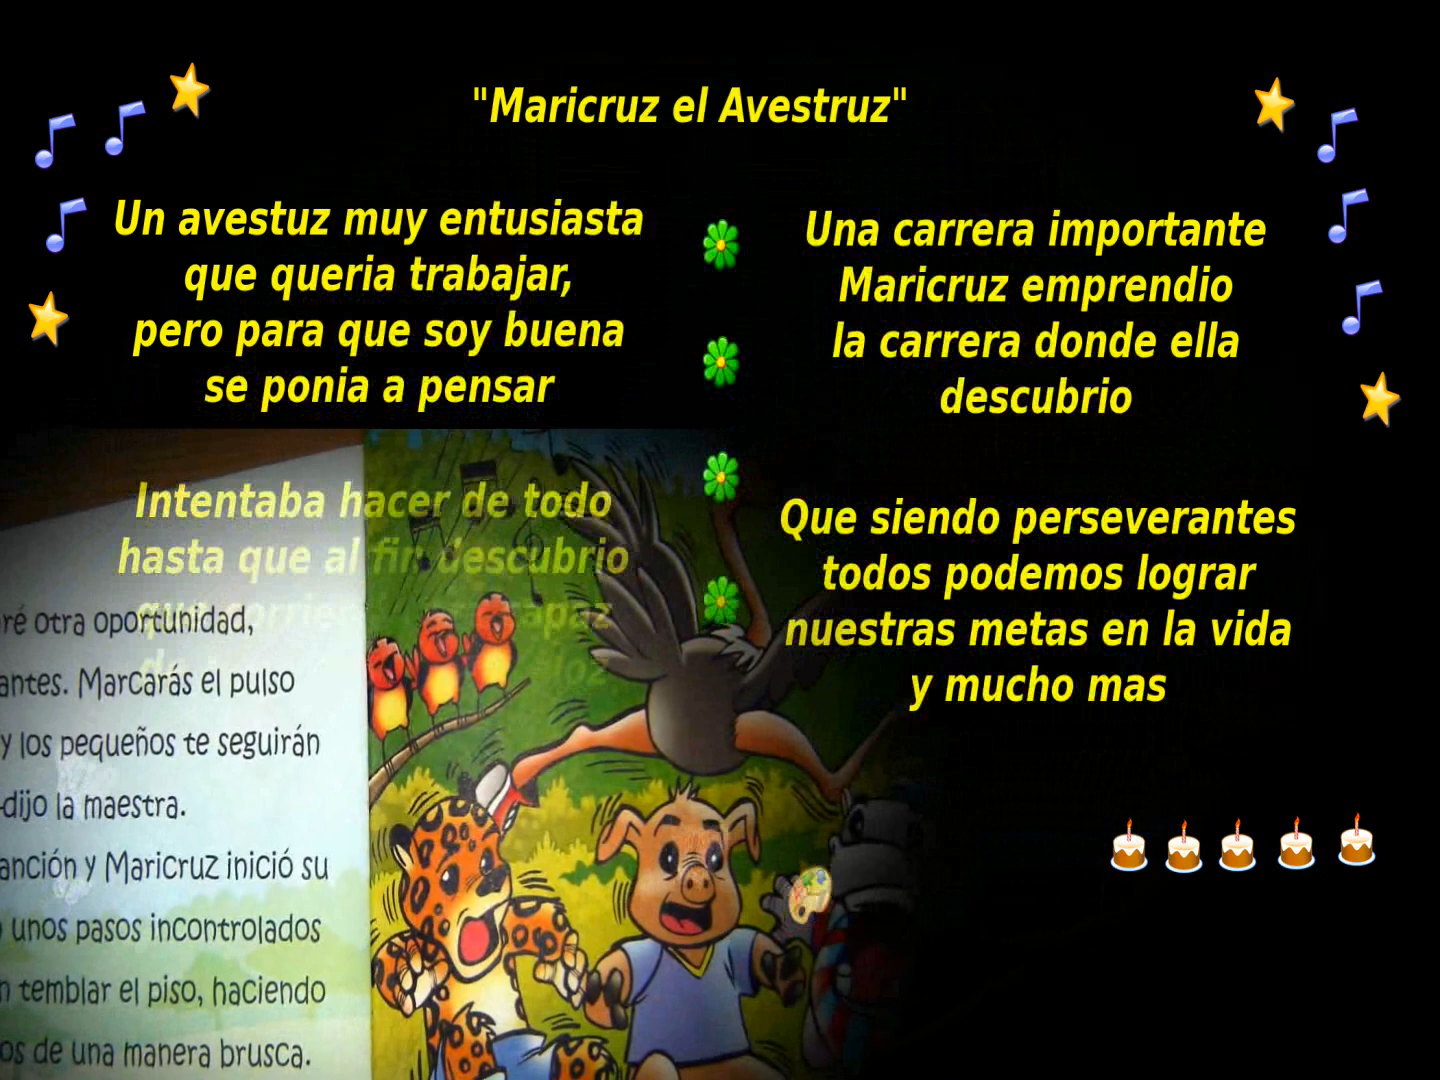 "Maricruz el Avestruz"
Un avestuz muy entusiasta
que queria trabajar,
pero para que soy buena
se ponia a pensar
Intentaba hacer de todo
hasta que al fin descubrio
que
Una carrera importante
Maricruz emprendio
la carrera donde ella
descubrio
Que siendo perseverantes
todos podemos lograr
nuestras metas en la vida
y mucho mas
ré otra oportunidad,
antes. Marcarás el pulso
y los pequeños te seguirán
-dijo la maestra.
anción y Maricruz inició su
unos pasos incontrolados
n temblar el piso, haciendo
os de una manera brusca.